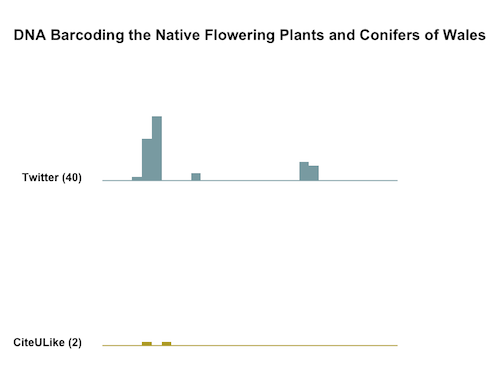 DNA Barcoding the Native Flowering Plants and Conifers of Wales
Twitter (40)
CiteULike (2)